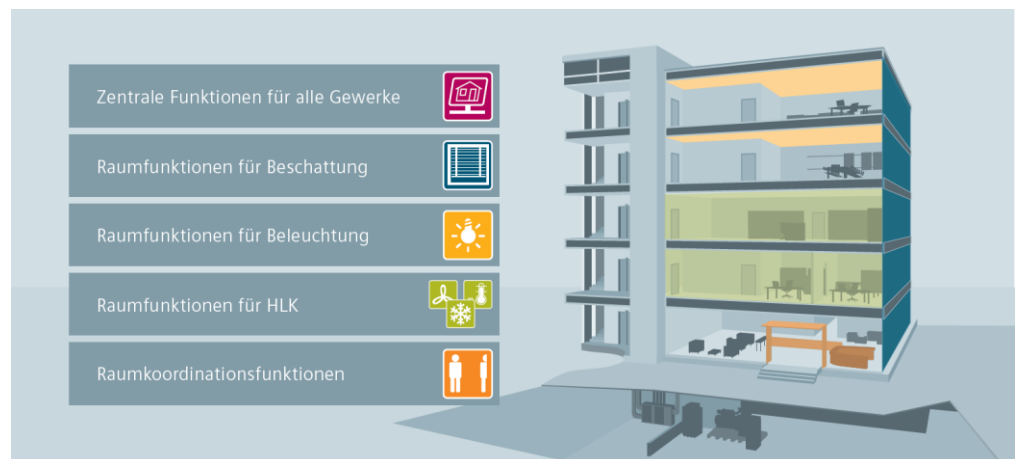 Zentrale Funktionen für alle Gewerke
Raumfunktionen für Beschattung
Raumfunktionen für Beleuchtung
Raumfunktionen für HLK
Raumkoordinationsfunktionen